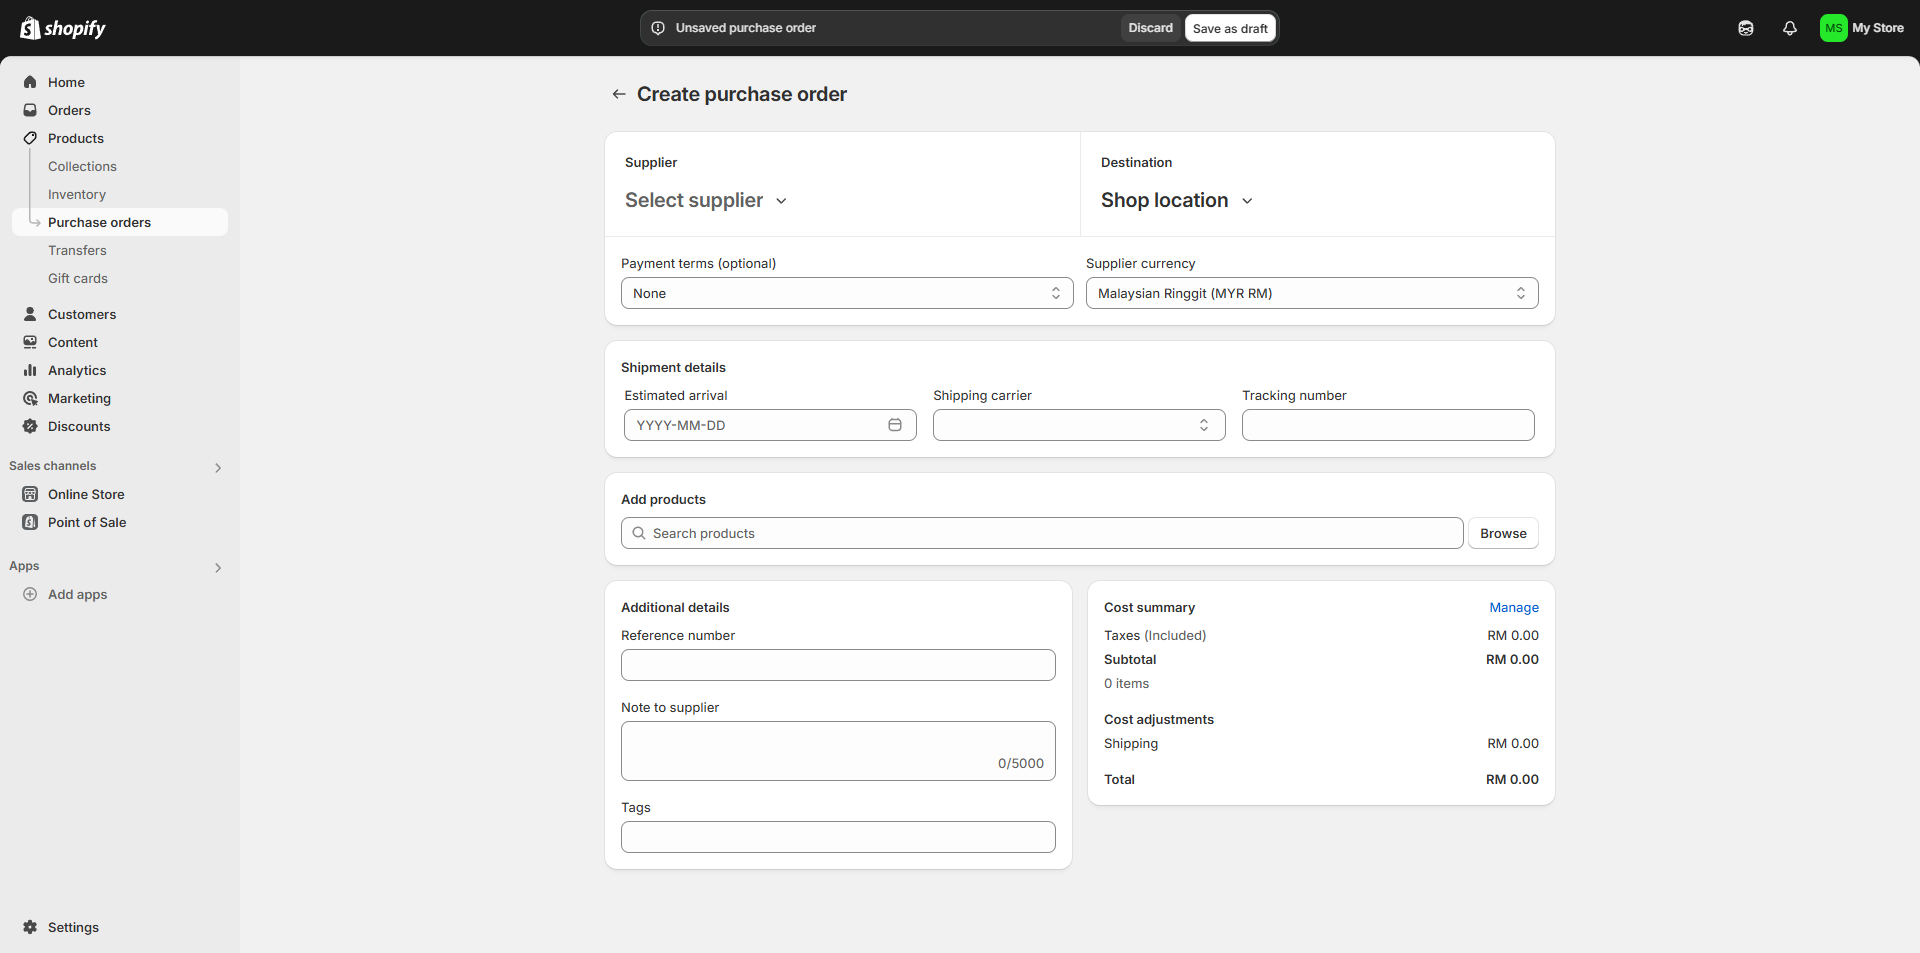 shopify
Unsaved purchase order
Discard
Save as draft
MS
My Store
Home
Orders
Products
Collections
Inventory
Purchase orders
Transfers
Gift cards
Customers
Content
Analytics
Marketing
Discounts
Sales channels
Online Store
Point of Sale
Apps
Add apps
Settings
Create purchase order
Supplier
Select supplier
Destination
Shop location
Payment terms (optional)
None
Supplier currency
Malaysian Ringgit (MYR RM)
Shipment details
Estimated arrival
YYYY-MM-DD
Shipping carrier
Tracking number
Add products
Search products
Browse
Additional details
Reference number
Note to supplier
0/5000
Tags
Cost summary
Manage
Taxes (Included) RM 0.00
Subtotal RM 0.00
0 items
Cost adjustments
Shipping RM 0.00
Total RM 0.00